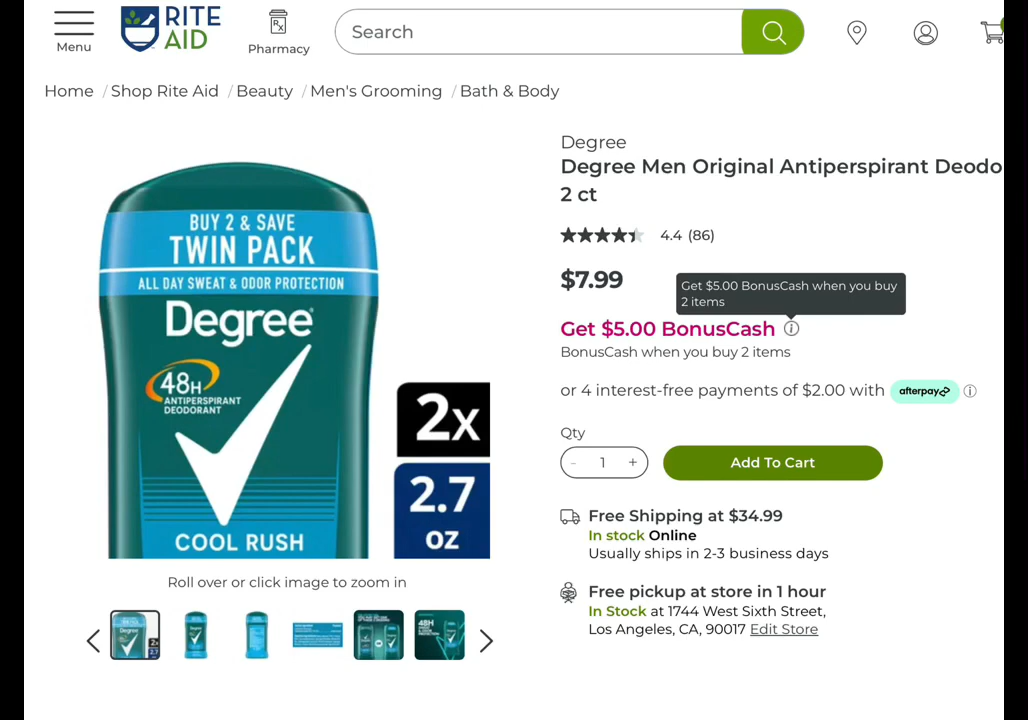 Menu
RITE AID
Rx
Pharmacy
Search
Home / Shop Rite Aid / Beauty / Men's Grooming / Bath & Body
BUY 2 & SAVE
TWIN PACK
ALL DAY SWEAT & ODOR PROTECTION
Degree
48H
ANTIPERSPIRANT
DEODORANT
COOL RUSH
2x
2.7
oz
Roll over or click image to zoom in
Degree
Degree Men Original Antiperspirant Deodo
2 ct
4.4 (86)
$7.99
Get $5.00 BonusCash when you buy
2 items
Get $5.00 BonusCash
BonusCash when you buy 2 items
or 4 interest-free payments of $2.00 with afterpay
Qty
- 1 +
Add To Cart
Free Shipping at $34.99
In stock Online
Usually ships in 2-3 business days
Free pickup at store in 1 hour
In Stock at 1744 West Sixth Street,
Los Angeles, CA, 90017 Edit Store